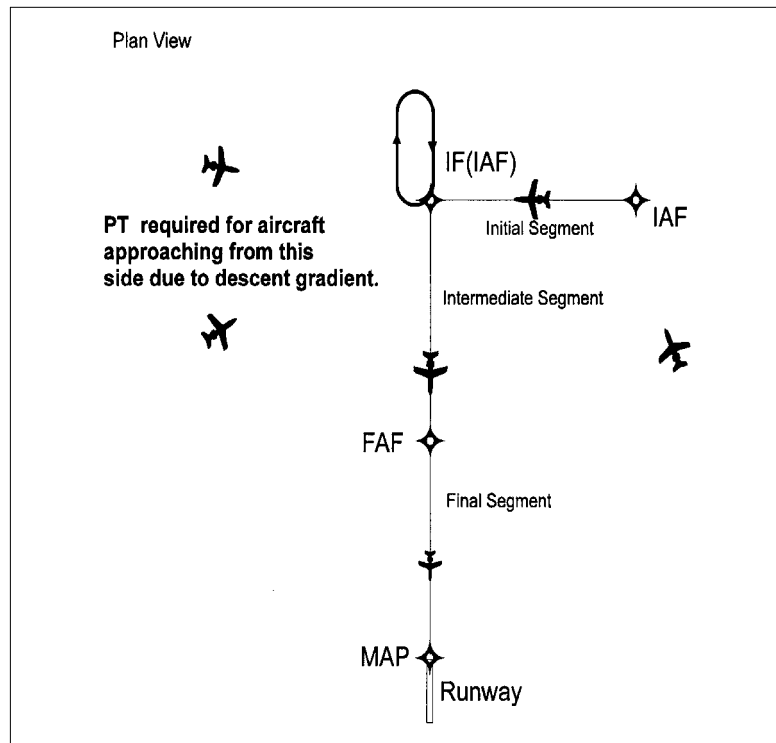 Plan View
IF(IAF)
IAF
Initial Segment
PT required for aircraft
approaching from this
side due to descent gradient.
Intermediate Segment
FAF
Final Segment
MAP
Runway